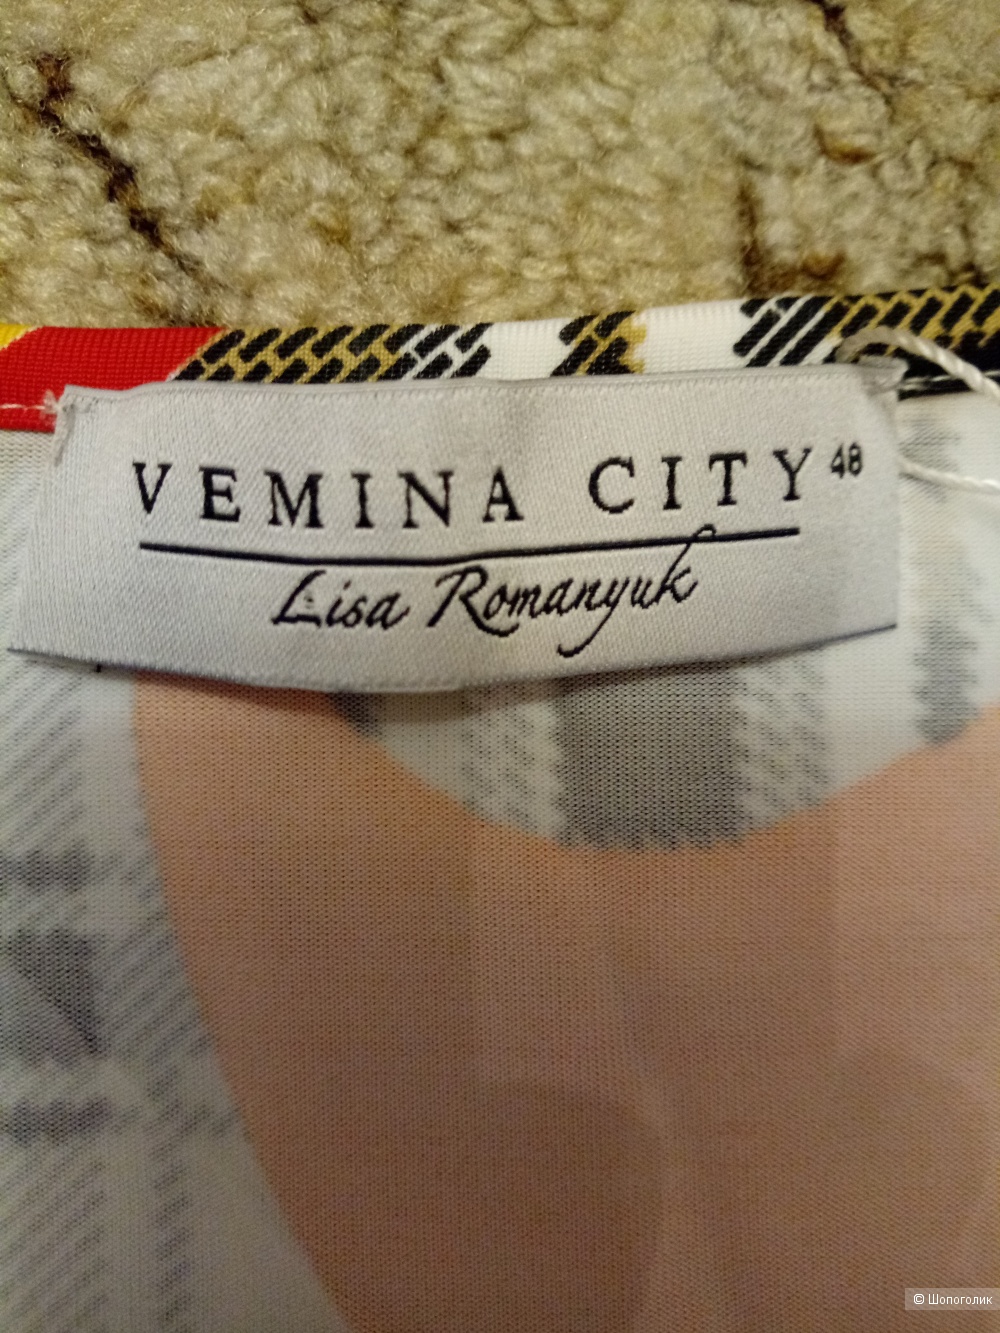 VEMINA CITY 48
Lisa Romanyuk
© Шопоголик